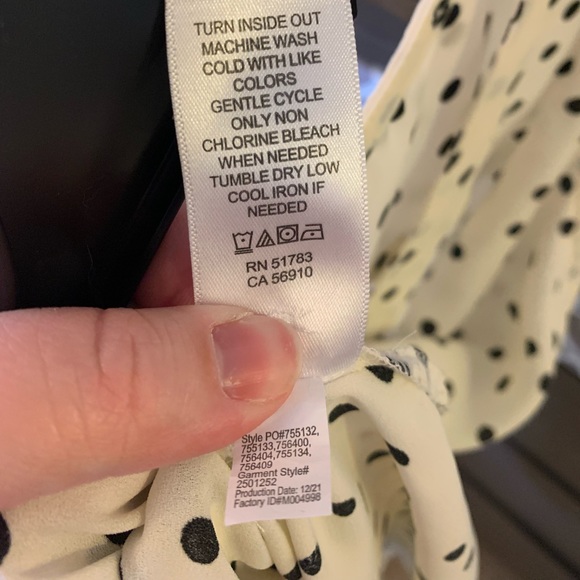 TURN INSIDE OUT
MACHINE WASH
COLD WITH LIKE
COLORS
GENTLE CYCLE
ONLY NON
CHLORINE BLEACH
WHEN NEEDED
TUMBLE DRY LOW
COOL IRON IF
NEEDED
RN 51783
CA 56910
Style PO#755132,
755133,756400,
756404,755134,
756409
Garment Style#
2501252
Production Date: 12/21
Factory ID#M004998